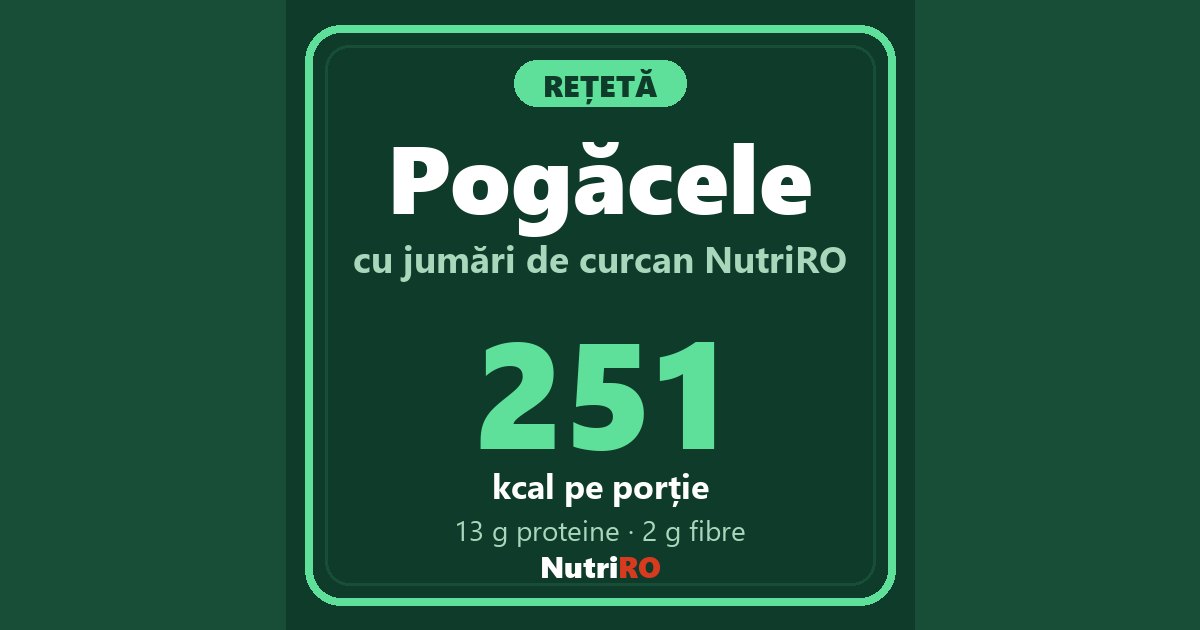 REȚETĂ
Pogăcele
cu jumări de curcan NutriRO
251
kcal pe porție
13 g proteine · 2 g fibre
NutriRO